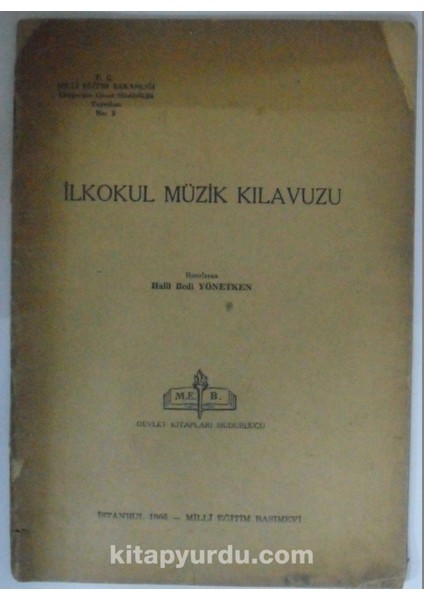 T. C.
MİLLÎ EĞİTİM BAKANLIĞI
No: 3
İLKOKUL MÜZİK KILAVUZU
Hazırlayan
Halil Bedi YÖNETKEN
M.E. B.
DEVLET KİTAPLARI MÜDÜRLÜĞÜ
İSTANBUL — MİLLÎ EĞİTİM BASIMEVİ
kitapyurdu.com